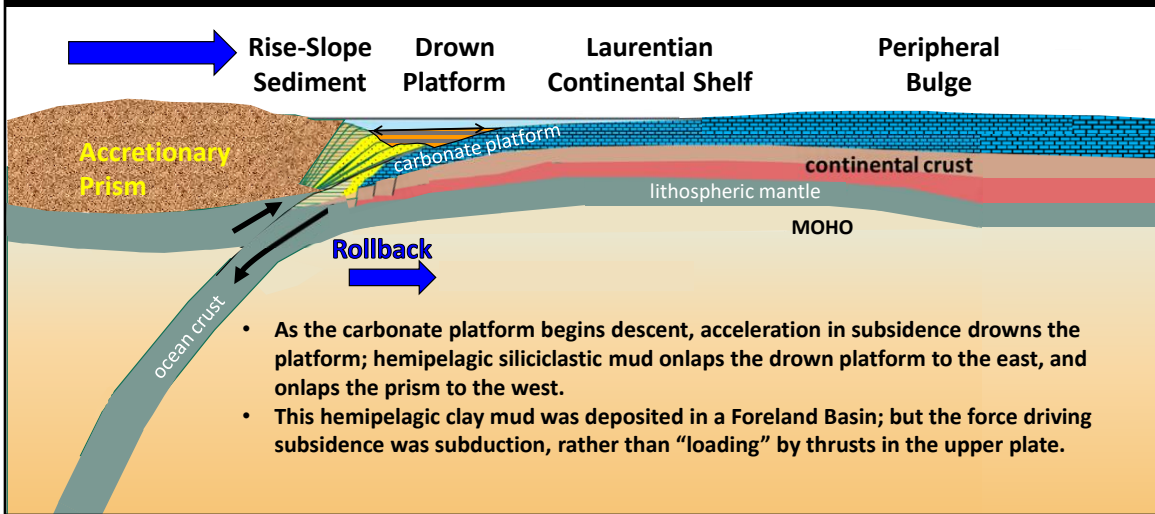 Rise-Slope
Sediment
Drown
Platform
Laurentian
Continental Shelf
Peripheral
Bulge
Accretionary
Prism
carbonate platform
continental crust
lithospheric mantle
MOHO
Rollback
ocean crust
• As the carbonate platform begins descent, acceleration in subsidence drowns the
platform; hemipelagic siliciclastic mud onlaps the drown platform to the east, and
onlaps the prism to the west.
• This hemipelagic clay mud was deposited in a Foreland Basin; but the force driving
subsidence was subduction, rather than “loading” by thrusts in the upper plate.